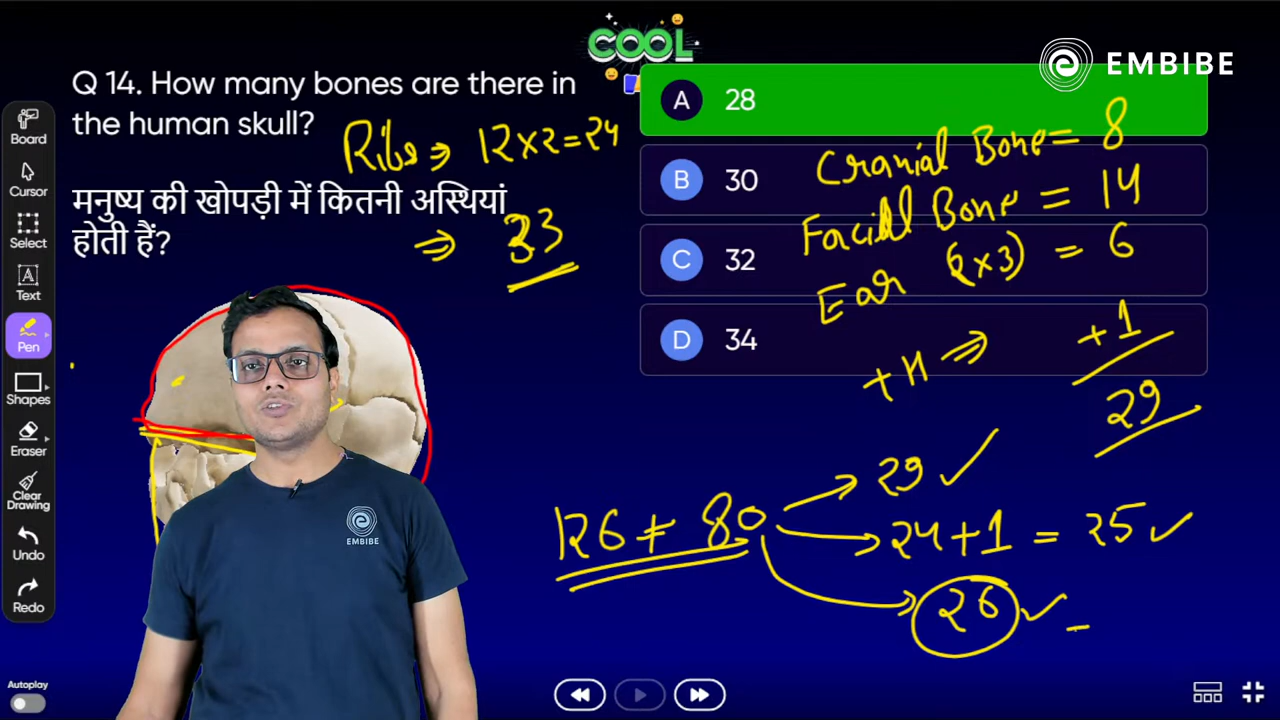 COOL
EMBIBE
Q 14. How many bones are there in
the human skull?
मनुष्य की खोपड़ी में कितनी अस्थियां
होती हैं?
Ribs ⇒ 12×2=24
⇒ 33
A 28
B 30
C 32
D 34
Cranial Bone = 8
Facial Bone = 14
Ear (2×3) = 6
+H ⇒ +1
29
126 + 80
29 ✓
24+1 = 25 ✓
26 ✓
Board
Cursor
Select
A
Text
Pen
Shapes
Eraser
Clear
Drawing
Undo
Redo
Autoplay
EMBIBE